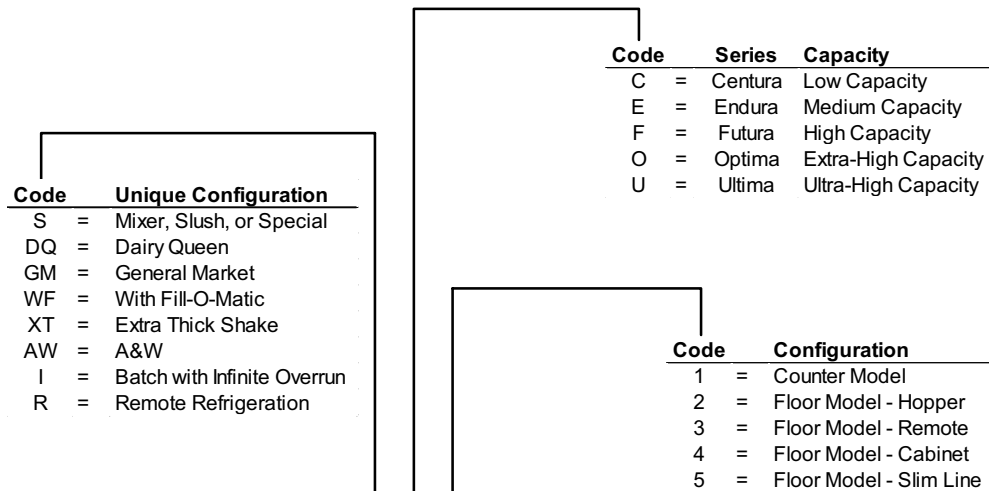 Code Series Capacity
C = Centura Low Capacity
E = Endura Medium Capacity
F = Futura High Capacity
O = Optima Extra-High Capacity
U = Ultima Ultra-High Capacity
Code Unique Configuration
S = Mixer, Slush, or Special
DQ = Dairy Queen
GM = General Market
WF = With Fill-O-Matic
XT = Extra Thick Shake
AW = A&W
I = Batch with Infinite Overrun
R = Remote Refrigeration
Code Configuration
1 = Counter Model
2 = Floor Model - Hopper
3 = Floor Model - Remote
4 = Floor Model - Cabinet
5 = Floor Model - Slim Line